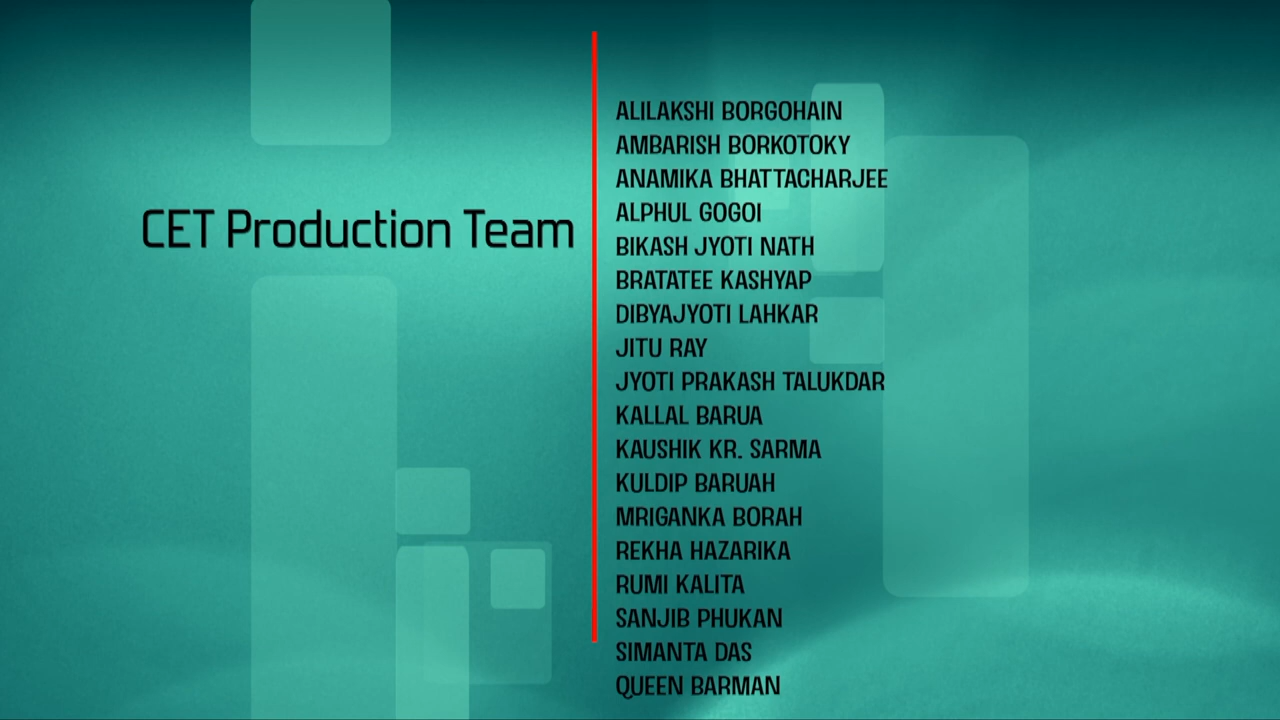 CET Production Team
ALILAKSHI BORGOHAIN
AMBARISH BORKOTOKY
ANAMIKA BHATTACHARJEE
ALPHUL GOGOI
BIKASH JYOTI NATH
BRATATEE KASHYAP
DIBYAJYOTI LAHKAR
JITU RAY
JYOTI PRAKASH TALUKDAR
KALLAL BARUA
KAUSHIK KR. SARMA
KULDIP BARUAH
MRIGANKA BORAH
REKHA HAZARIKA
RUMI KALITA
SANJIB PHUKAN
SIMANTA DAS
QUEEN BARMAN